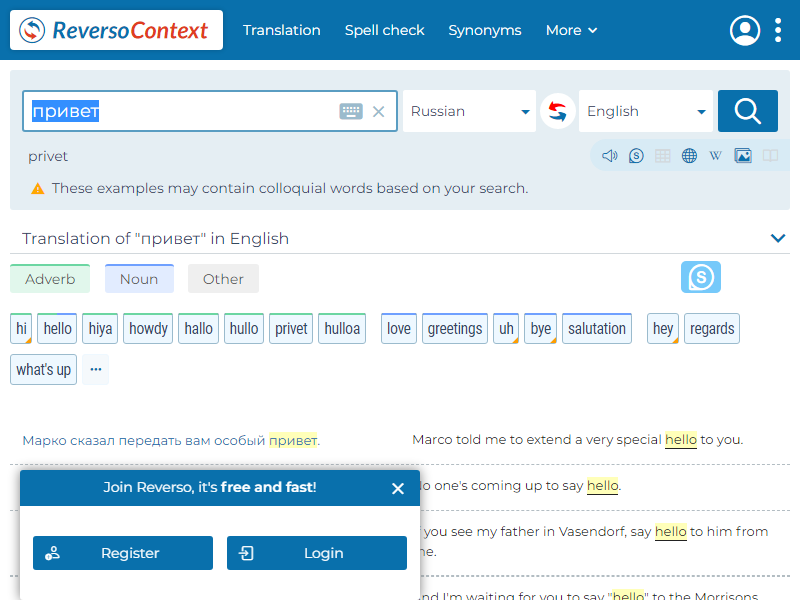 ReversoContext Translation Spell check Synonyms More
привет Russian English
privet
These examples may contain colloquial words based on your search.
Translation of "привет" in English
Adverb Noun Other
hi hello hiya howdy hallo hullo privet hulloa love greetings uh bye salutation hey regards
what's up ...
Марко сказал передать вам особый привет. Marco told me to extend a very special hello to you.
Join Reverso, it's free and fast!
No one's coming up to say hello.
you see my father in Vasendorf, say hello to him from
Register Login
I'm waiting for you to say "hello" to the Morrisons